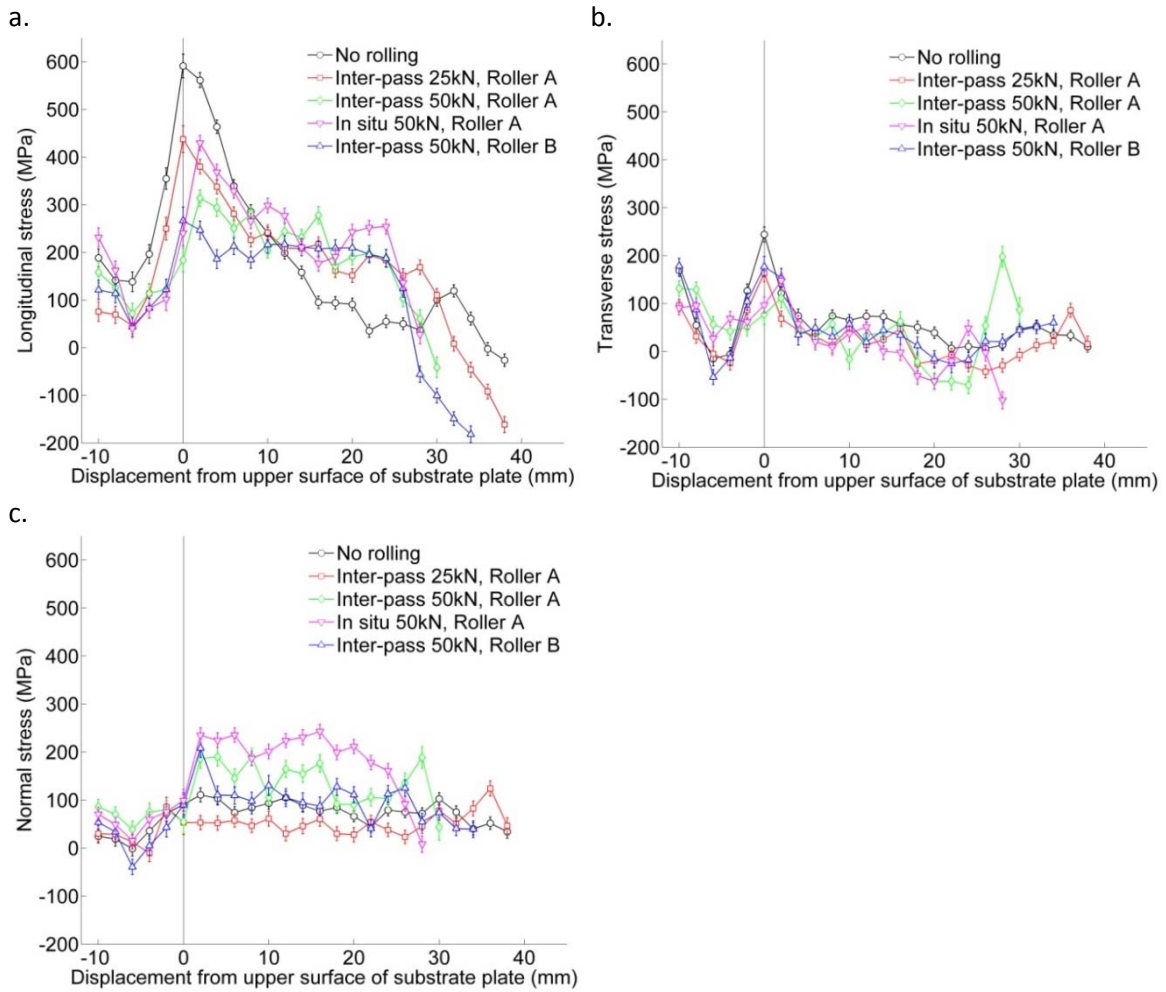 a.
600
500
400
300
200
100
0
-100
-200
Longitudinal stress (MPa)
No rolling
Inter-pass 25kN, Roller A
Inter-pass 50kN, Roller A
In situ 50kN, Roller A
Inter-pass 50kN, Roller B
-10 0 10 20 30 40
Displacement from upper surface of substrate plate (mm)
b.
600
500
400
300
200
100
0
-100
-200
Transverse stress (MPa)
No rolling
Inter-pass 25kN, Roller A
Inter-pass 50kN, Roller A
In situ 50kN, Roller A
Inter-pass 50kN, Roller B
-10 0 10 20 30 40
Displacement from upper surface of substrate plate (mm)
c.
600
500
400
300
200
100
0
-100
-200
Normal stress (MPa)
No rolling
Inter-pass 25kN, Roller A
Inter-pass 50kN, Roller A
In situ 50kN, Roller A
Inter-pass 50kN, Roller B
-10 0 10 20 30 40
Displacement from upper surface of substrate plate (mm)